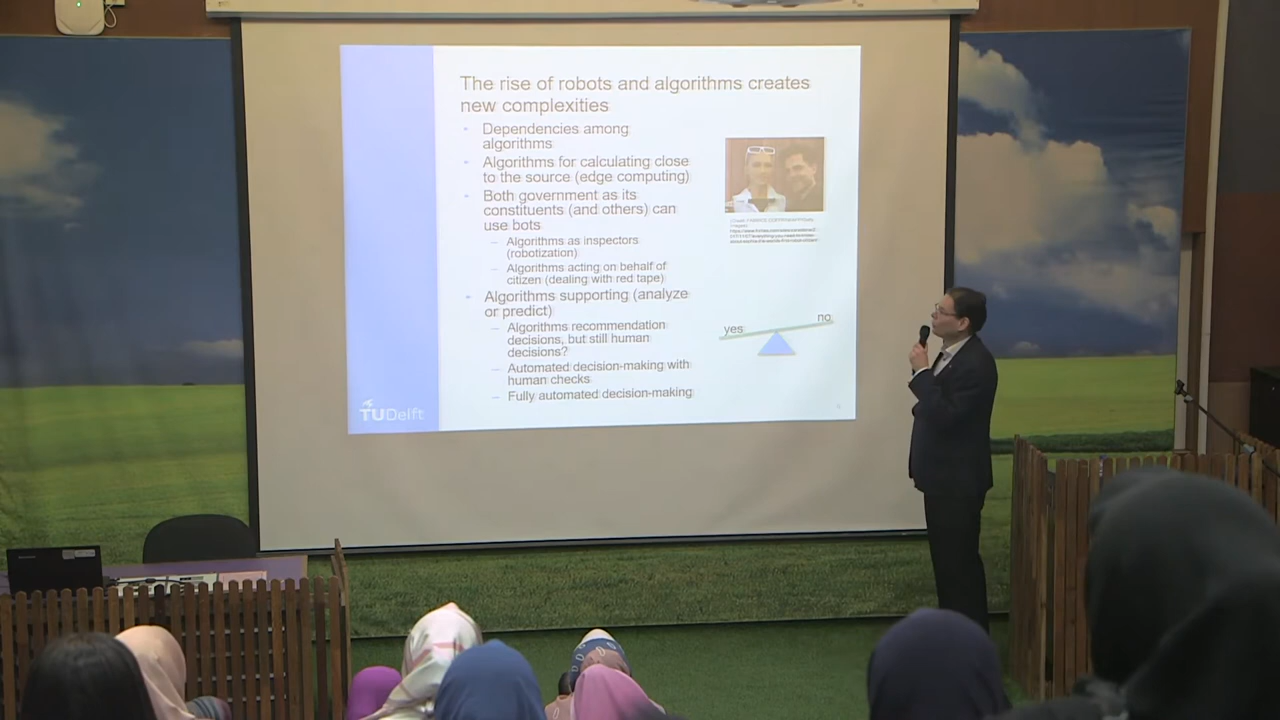 The rise of robots and algorithms creates
new complexities
Dependencies among
algorithms
Algorithms for calculating close
to the source (edge computing)
Both government as its
constituents (and others) can
use bots
– Algorithms as inspectors
(robotization)
– Algorithms acting on behalf of
citizen (dealing with red tape)
Algorithms supporting (analyze
or predict)
– Algorithms recommendation
decisions, but still human
decisions?
– Automated decision-making with
human checks
– Fully automated decision-making
yes
no
TUDelft